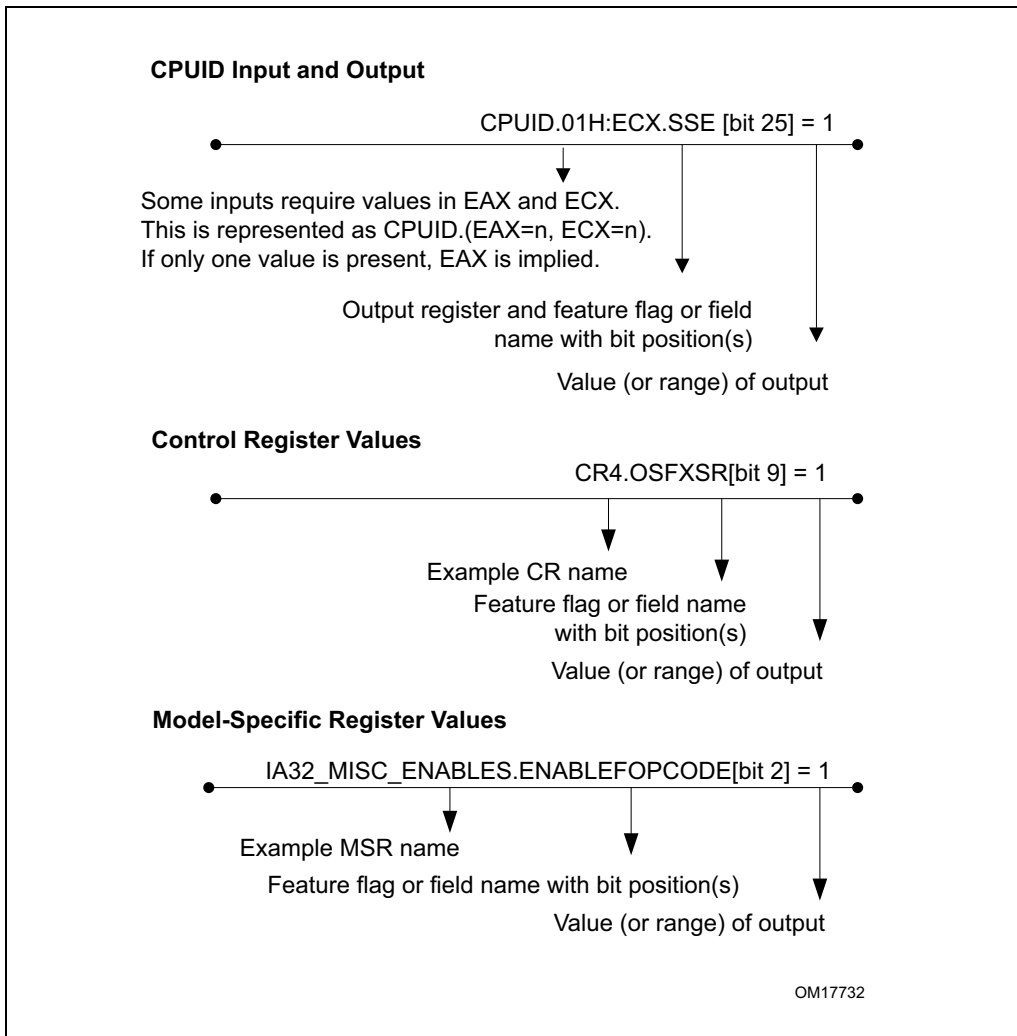 CPUID Input and Output
CPUID.01H:ECX.SSE [bit 25] = 1
Some inputs require values in EAX and ECX.
This is represented as CPUID.(EAX=n, ECX=n).
If only one value is present, EAX is implied.
Output register and feature flag or field
name with bit position(s)
Value (or range) of output
Control Register Values
CR4.OSFXSR[bit 9] = 1
Example CR name
Feature flag or field name
with bit position(s)
Value (or range) of output
Model-Specific Register Values
IA32_MISC_ENABLES.ENABLEFOPCODE[bit 2] = 1
Example MSR name
Feature flag or field name with bit position(s)
Value (or range) of output
OM17732